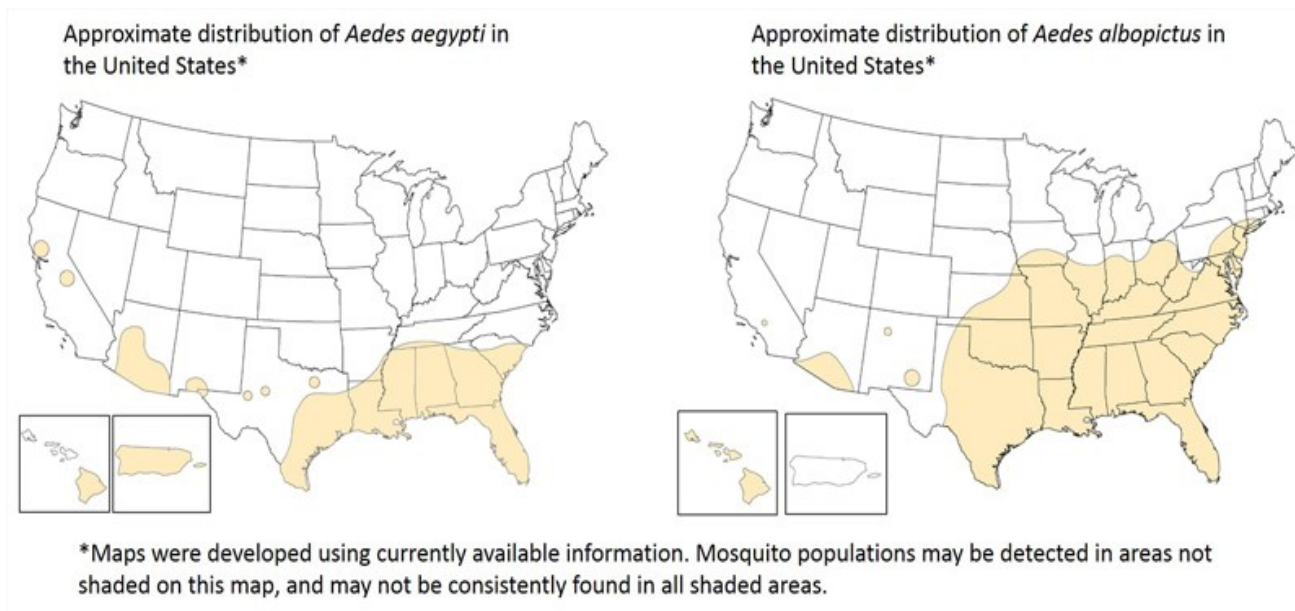 Approximate distribution of Aedes aegypti in
the United States*
Approximate distribution of Aedes albopictus in
the United States*
*Maps were developed using currently available information. Mosquito populations may be detected in areas not
shaded on this map, and may not be consistently found in all shaded areas.